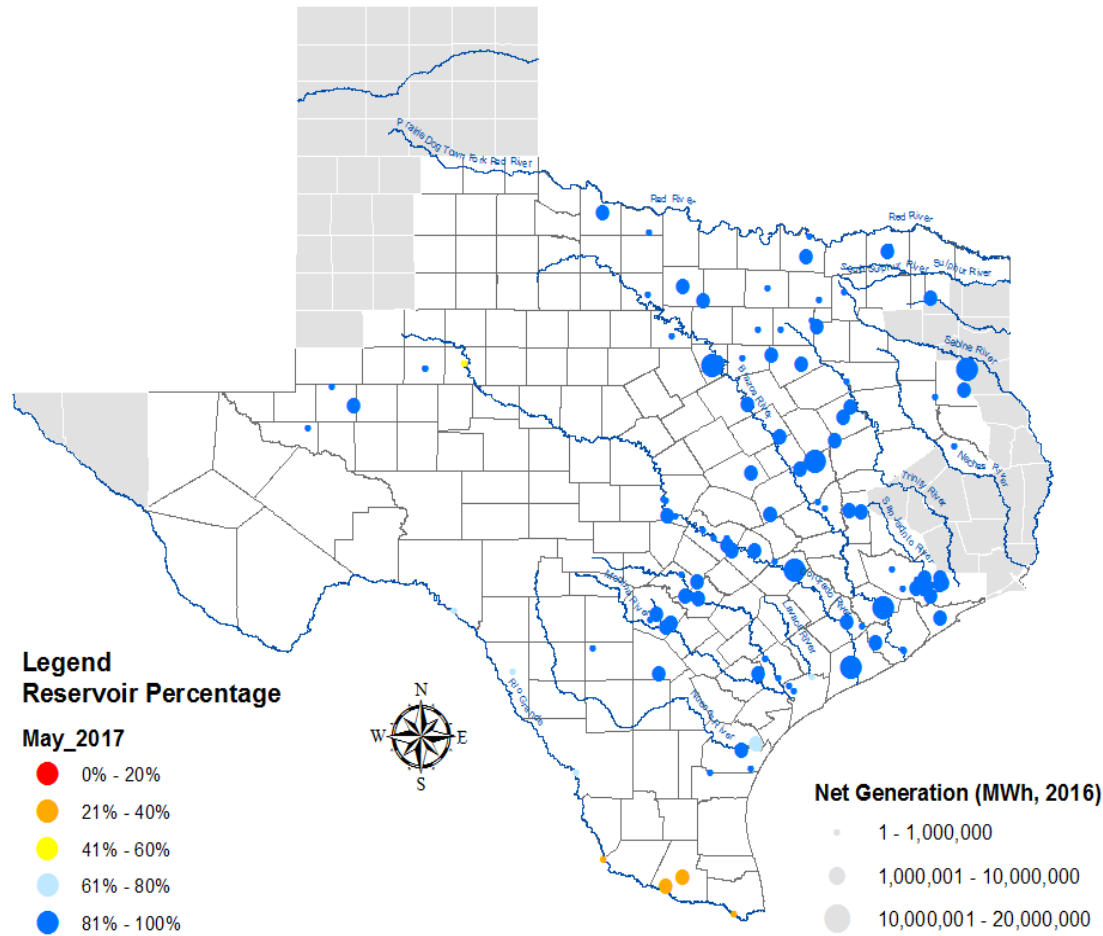 Prairie Dog Town Fork Red River
Red River
Red River
South Sulphur River
Sulphur River
Sabine River
Brazos River
Neches River
Trinity River
San Jacinto River
Colorado River
Medina River
Lavaca River
Nueces River
Rio Grande
N
W
E
S
Legend
Reservoir Percentage
May_2017
0% - 20%
21% - 40%
41% - 60%
61% - 80%
81% - 100%
Net Generation (MWh, 2016)
1 - 1,000,000
1,000,001 - 10,000,000
10,000,001 - 20,000,000